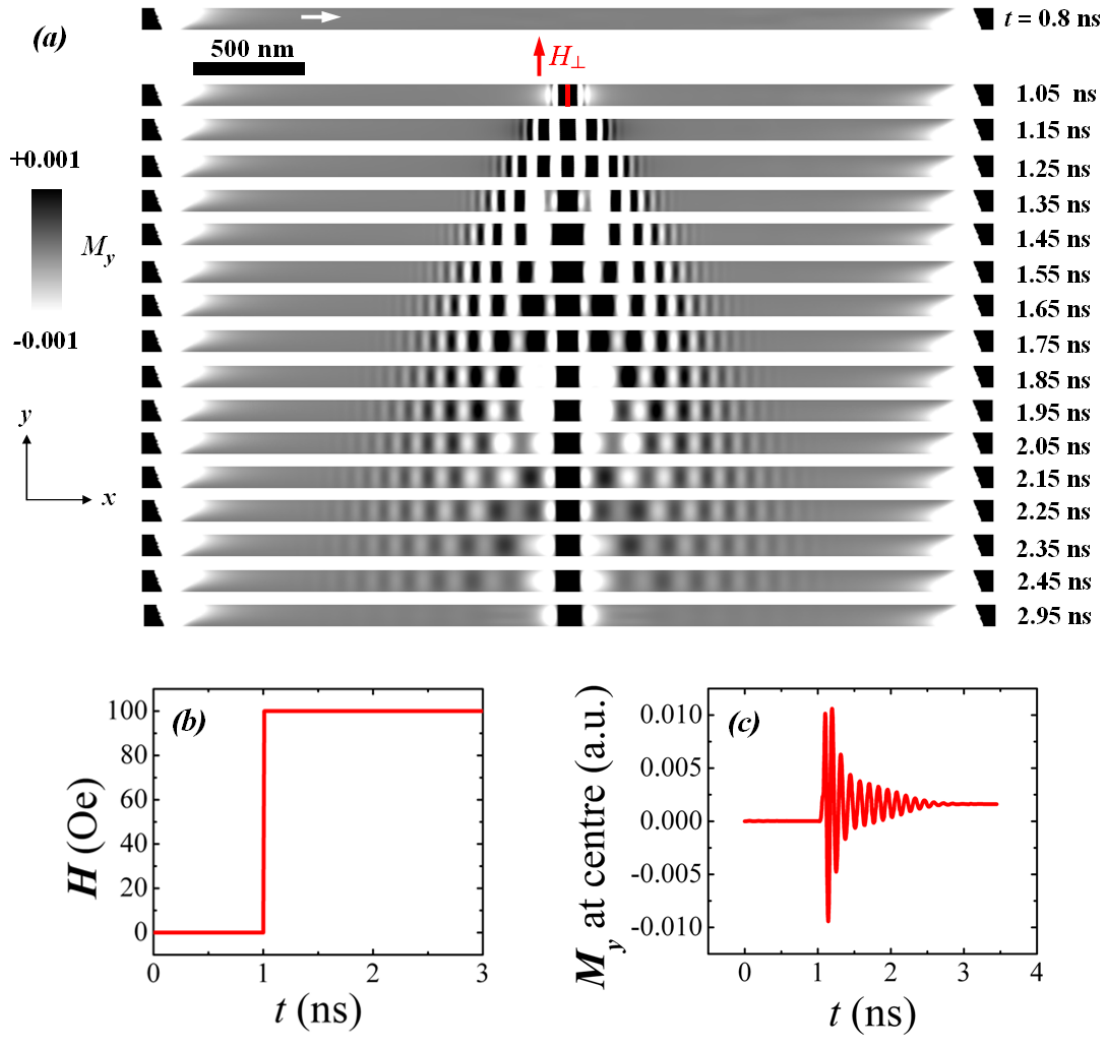 (a)
t = 0.8 ns
500 nm
H⊥
1.05 ns
1.15 ns
+0.001
1.25 ns
1.35 ns
M_y
1.45 ns
1.55 ns
1.65 ns
-0.001
1.75 ns
1.85 ns
1.95 ns
y
2.05 ns
2.15 ns
x
2.25 ns
2.35 ns
2.45 ns
2.95 ns
(b)
H (Oe)
100
80
60
40
20
0
0 1 2 3
t (ns)
(c)
M_y at centre (a.u.)
0.010
0.005
0.000
-0.005
-0.010
0 1 2 3 4
t (ns)